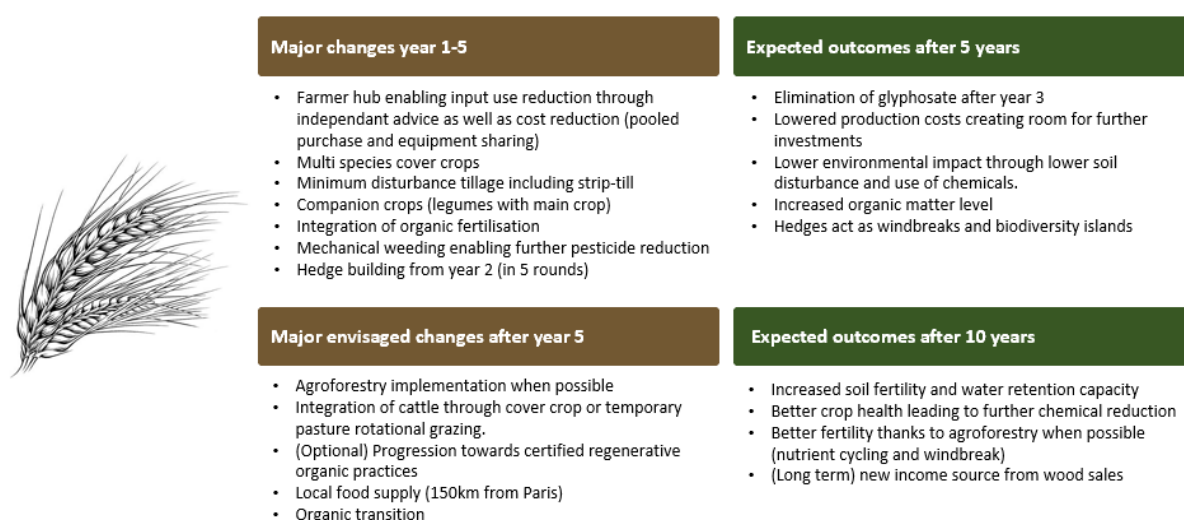 Major changes year 1-5
• Farmer hub enabling input use reduction through
independant advice as well as cost reduction (pooled
purchase and equipment sharing)
• Multi species cover crops
• Minimum disturbance tillage including strip-till
• Companion crops (legumes with main crop)
• Integration of organic fertilisation
• Mechanical weeding enabling further pesticide reduction
• Hedge building from year 2 (in 5 rounds)
Expected outcomes after 5 years
• Elimination of glyphosate after year 3
• Lowered production costs creating room for further
investments
• Lower environmental impact through lower soil
disturbance and use of chemicals.
• Increased organic matter level
• Hedges act as windbreaks and biodiversity islands
Major envisaged changes after year 5
• Agroforestry implementation when possible
• Integration of cattle through cover crop or temporary
pasture rotational grazing.
• (Optional) Progression towards certified regenerative
organic practices
• Local food supply (150km from Paris)
• Organic transition
Expected outcomes after 10 years
• Increased soil fertility and water retention capacity
• Better crop health leading to further chemical reduction
• Better fertility thanks to agroforestry when possible
(nutrient cycling and windbreak)
• (Long term) new income source from wood sales